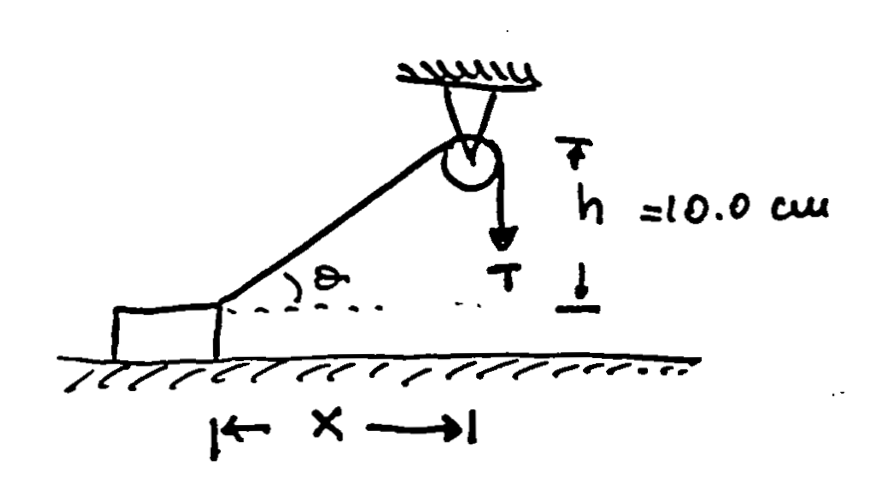 h = 10.0 cm
θ
T
X